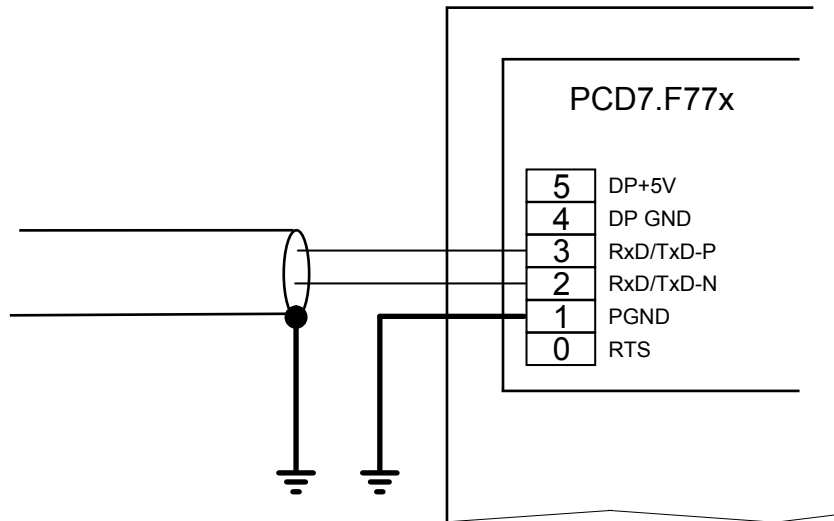 PCD7.F77x
5 DP+5V
4 DP GND
3 RxD/TxD-P
2 RxD/TxD-N
1 PGND
0 RTS